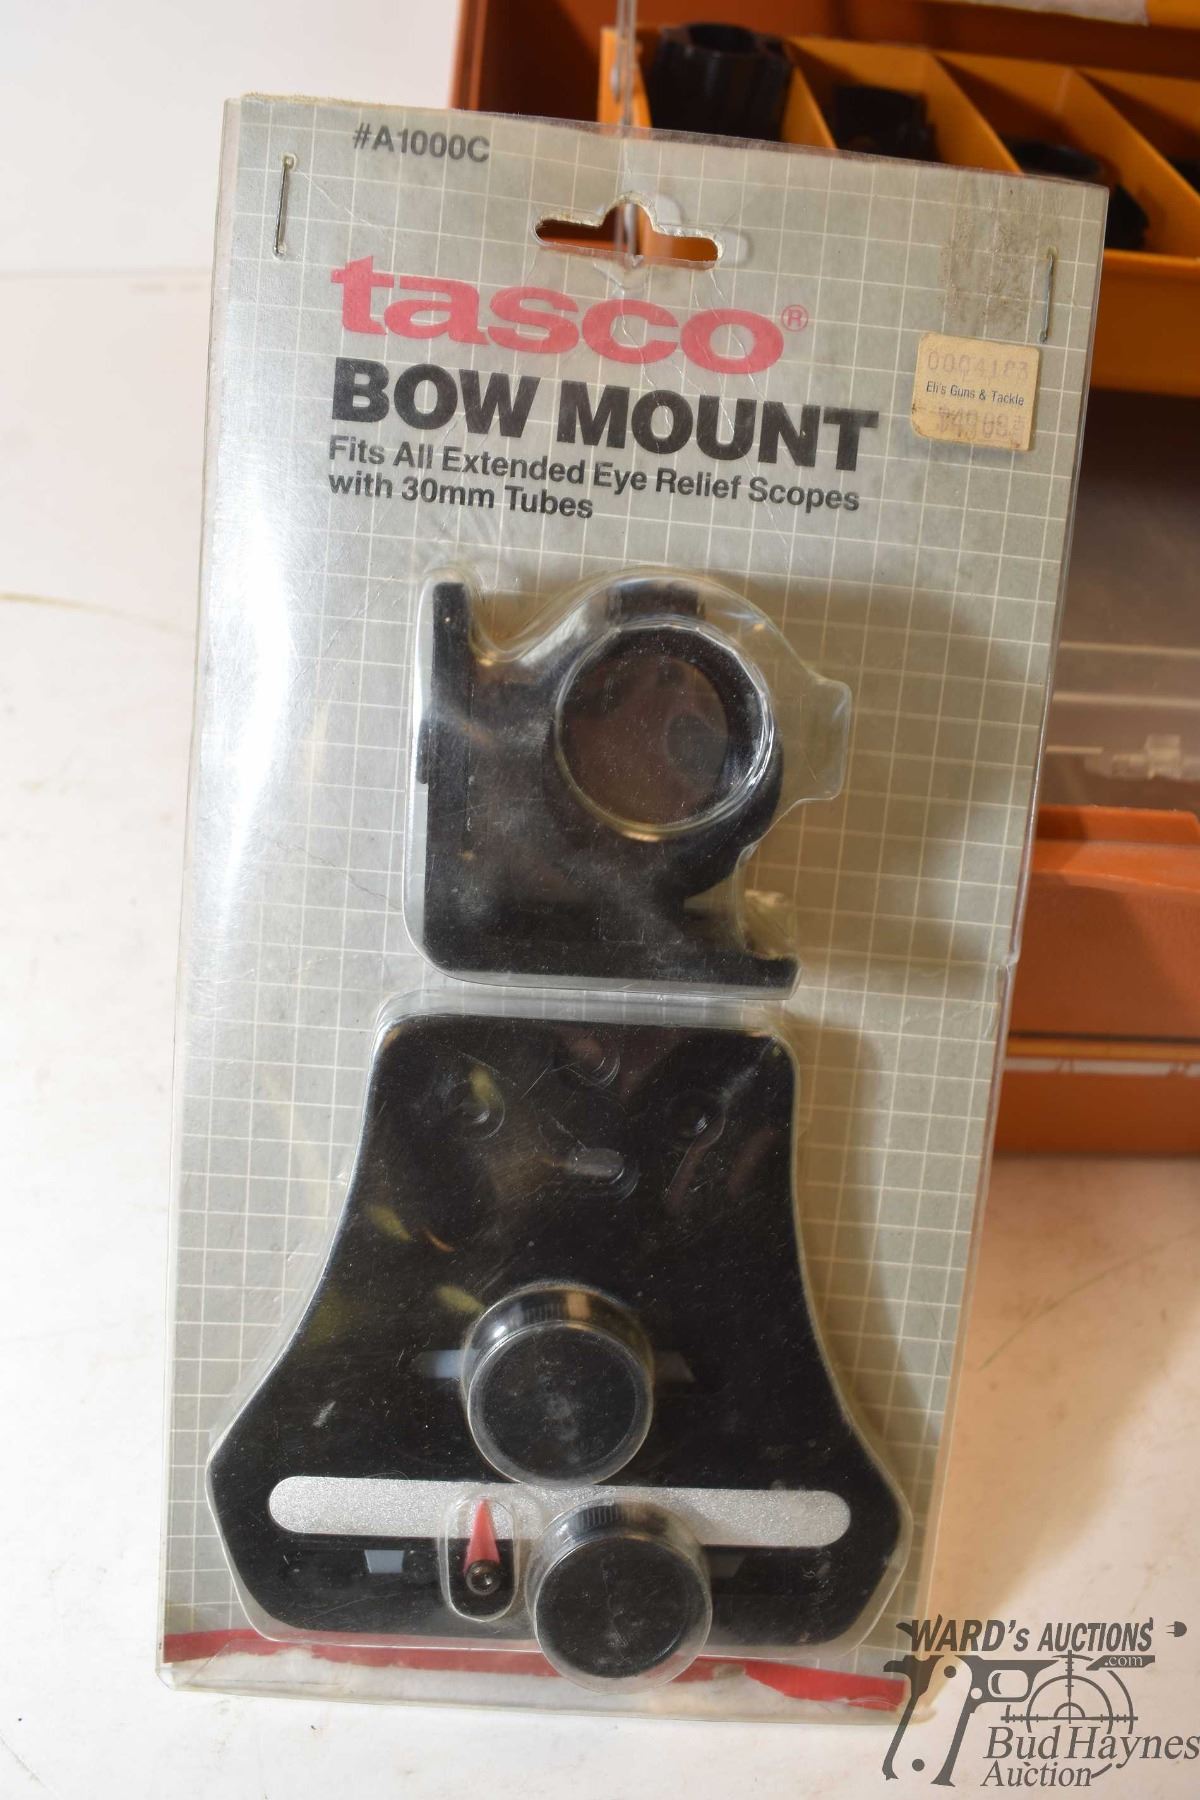 #A1000C
tasco®
BOW MOUNT
Fits All Extended Eye Relief Scopes
with 30mm Tubes
Eli's Guns & Tackle
WARD'S AUCTIONS
.com
Bud Haynes
Auction